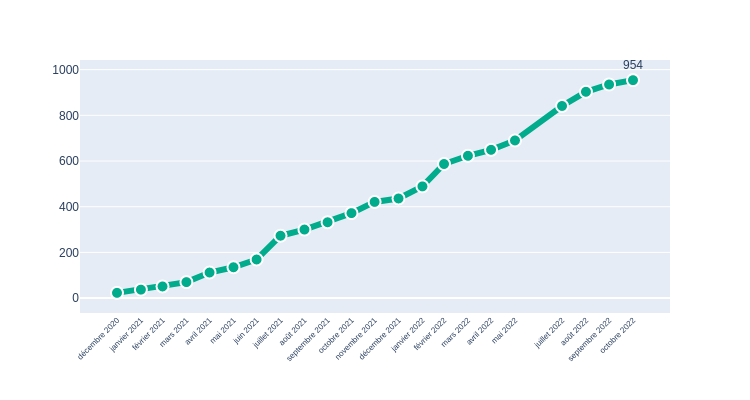 954
1000
800
600
400
200
0
décembre 2020
janvier 2021
février 2021
mars 2021
avril 2021
mai 2021
juin 2021
juillet 2021
août 2021
septembre 2021
octobre 2021
novembre 2021
décembre 2021
janvier 2022
février 2022
mars 2022
avril 2022
mai 2022
juillet 2022
août 2022
septembre 2022
octobre 2022